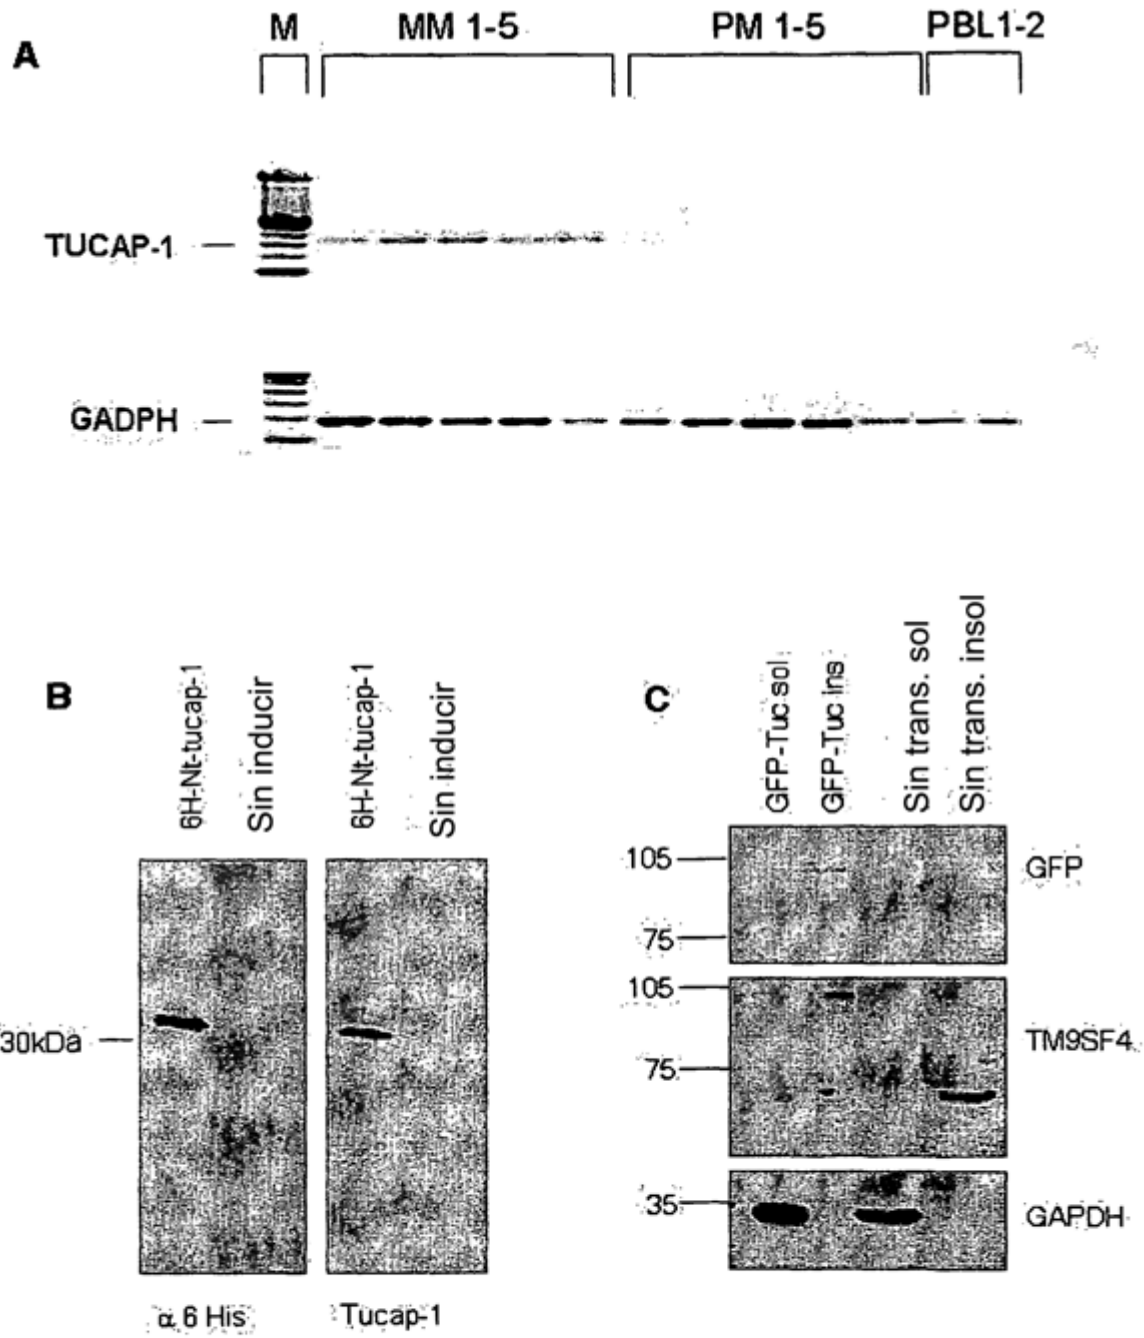 A
M
MM 1-5
PM 1-5
PBL1-2
TUCAP-1
GADPH
B
6H-Nt-tucap-1
Sin inducir
6H-Nt-tucap-1
Sin inducir
30kDa
α 6 His
Tucap-1
C
GFP-Tuc sol
GFP-Tuc Ins
Sin trans. sol
Sin trans. insol
105
75
GFP
105
75
TM9SF4
35
GAPDH